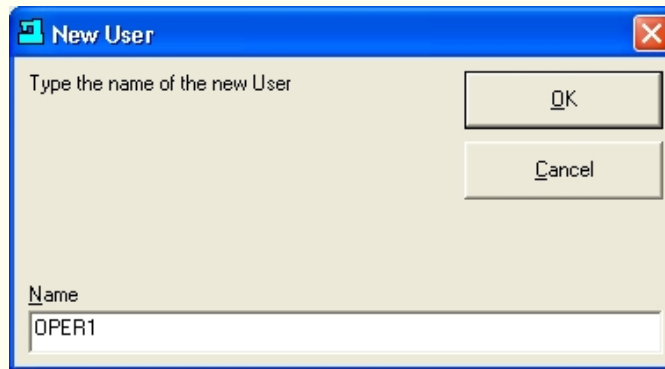 New User
Type the name of the new User
OK
Cancel
Name
OPER1